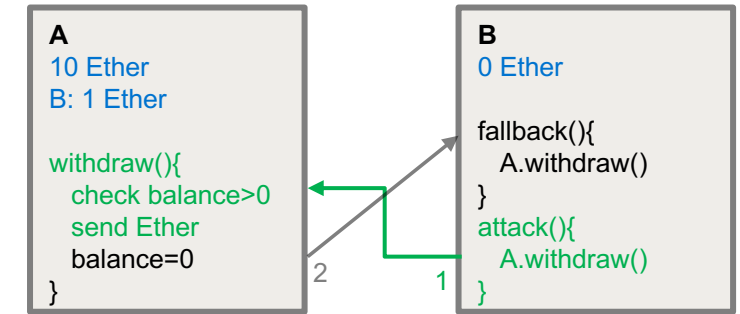 A
10 Ether
B: 1 Ether
withdraw(){
check balance>0
send Ether
balance=0
}
2
1
B
0 Ether
fallback(){
A.withdraw()
}
attack(){
A.withdraw()
}